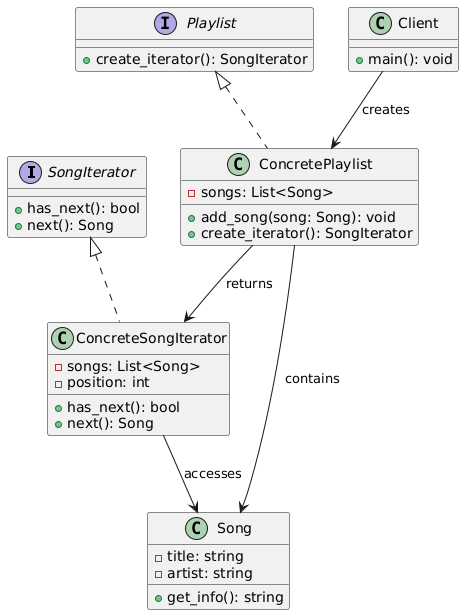 I Playlist
create_iterator(): SongIterator
C Client
main(): void
creates
I SongIterator
has_next(): bool
next(): Song
C ConcretePlaylist
songs: List<Song>
add_song(song: Song): void
create_iterator(): SongIterator
returns
C ConcreteSongIterator
songs: List<Song>
position: int
has_next(): bool
next(): Song
contains
accesses
C Song
title: string
artist: string
get_info(): string